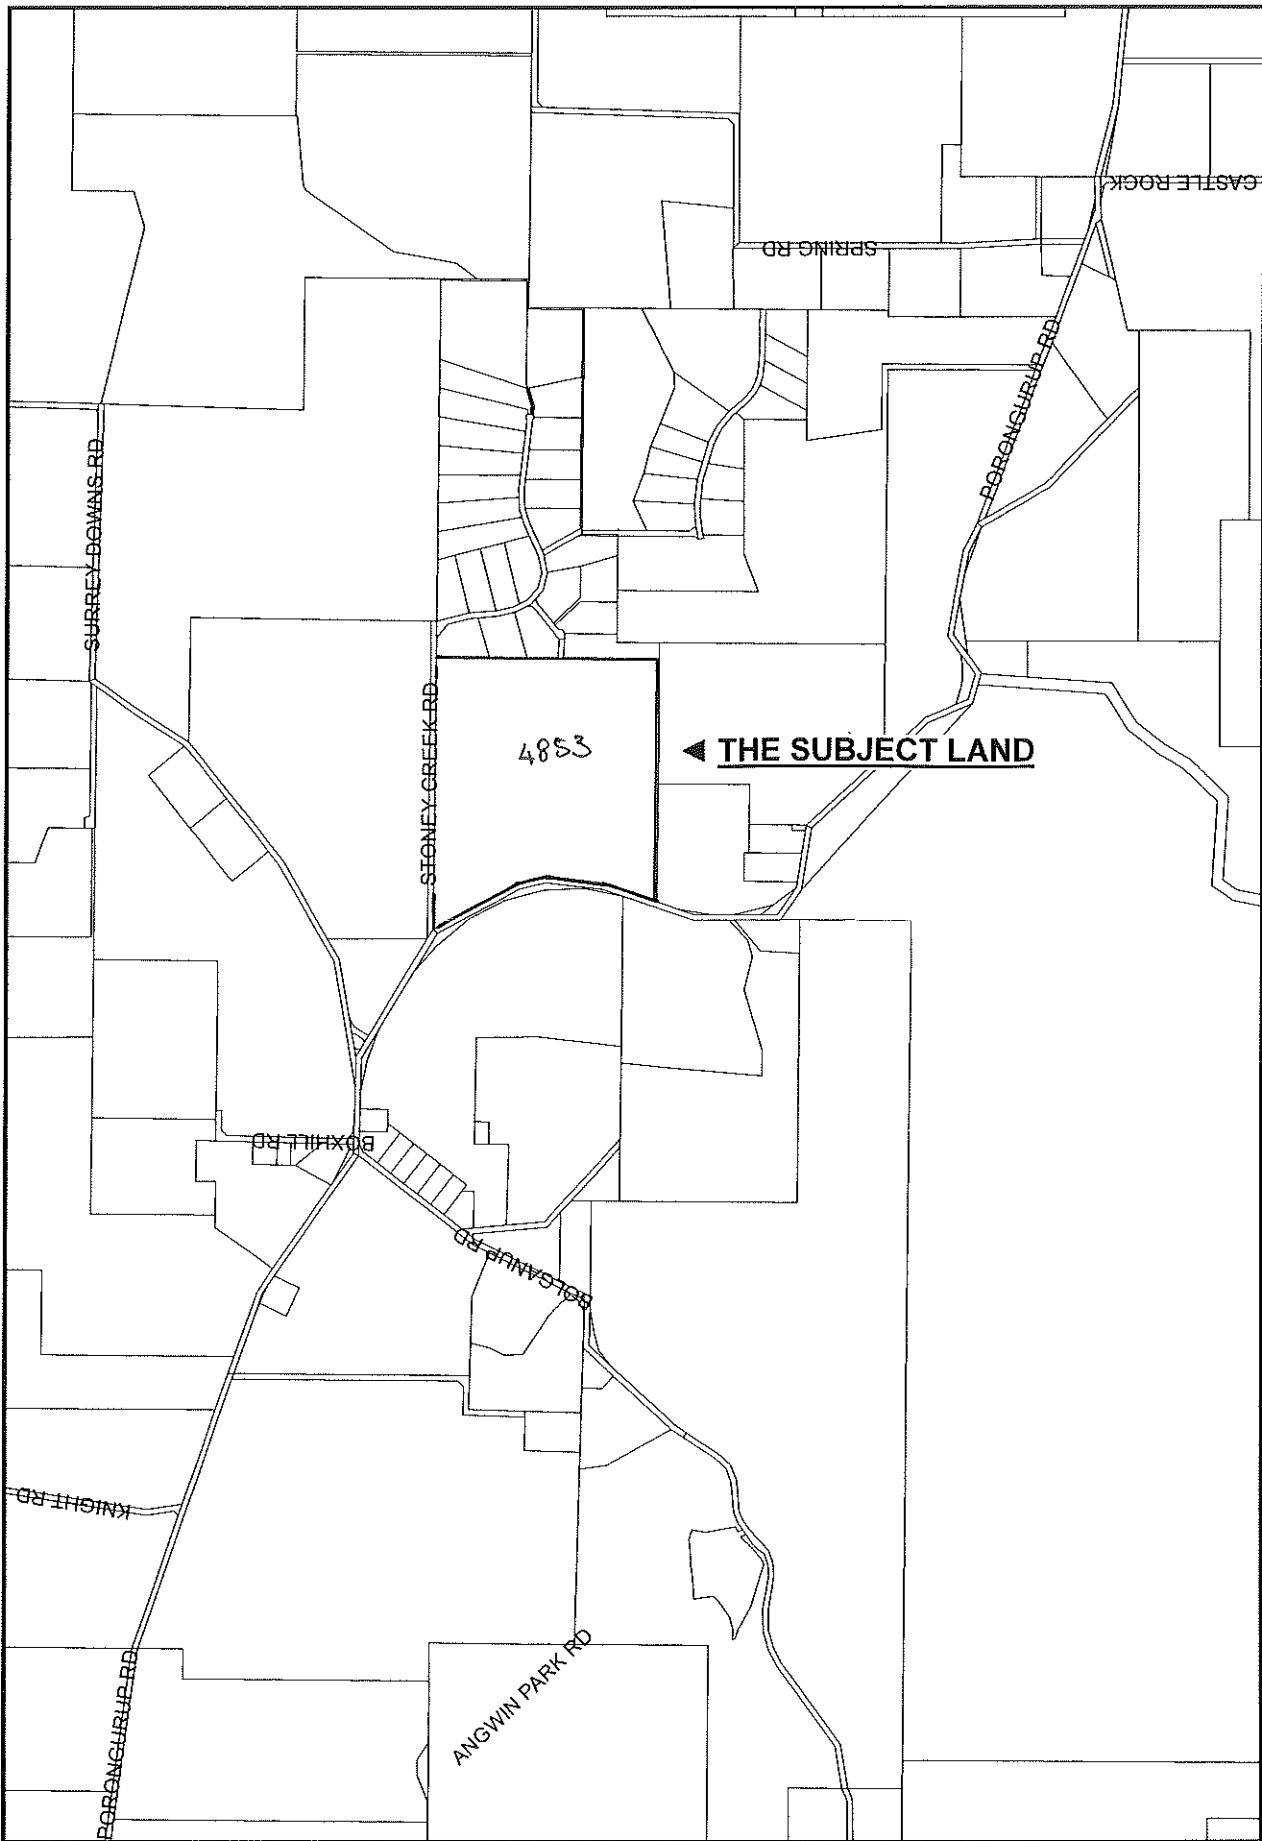 CASTLE ROCK
SPRING RD
PORONGURUP RD
SURREY DOWNS RD
STONEY CREEK RD
4853
THE SUBJECT LAND
BOXHILL RD
BOLGANUP RD
KNIGHT RD
ANGWIN PARK RD
PORONGURUP RD